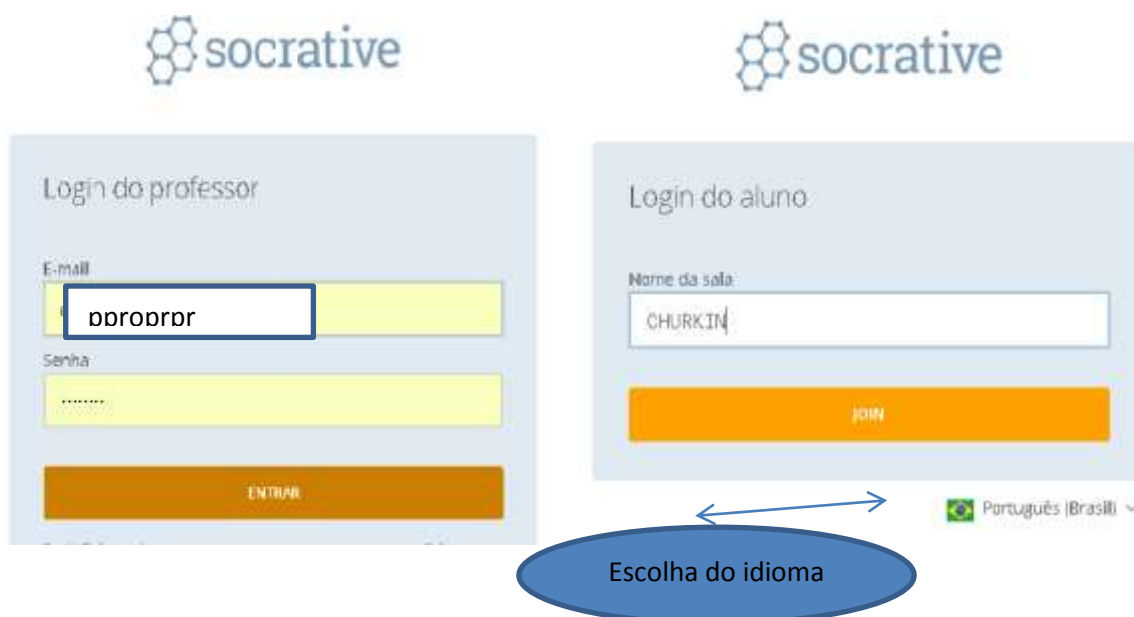 socrative
Login do professor
E-mail
pproprpr
Senha
........
ENTRAR
socrative
Login do aluno
Nome da sala
CHURKIN
JOIN
Português (Brasil)
Escolha do idioma